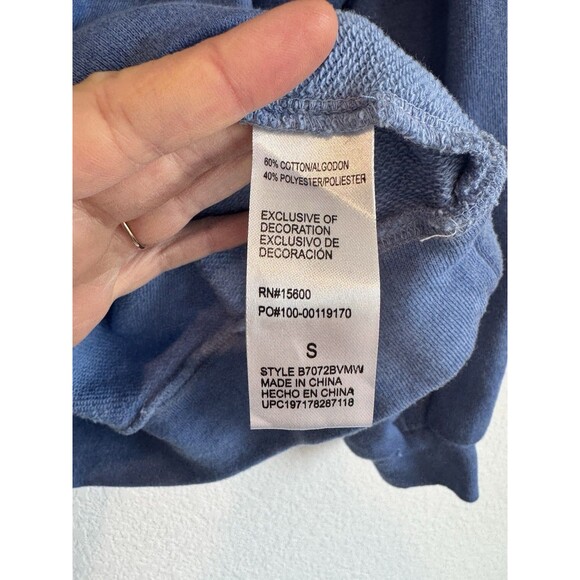 60% COTTON/ALGODON
40% POLYESTER/POLIESTER
EXCLUSIVE OF
DECORATION
EXCLUSIVO DE
DECORACIÓN
RN#15600
PO#100-00119170
S
STYLE B7072BVMW
MADE IN CHINA
HECHO EN CHINA
UPC197178287118